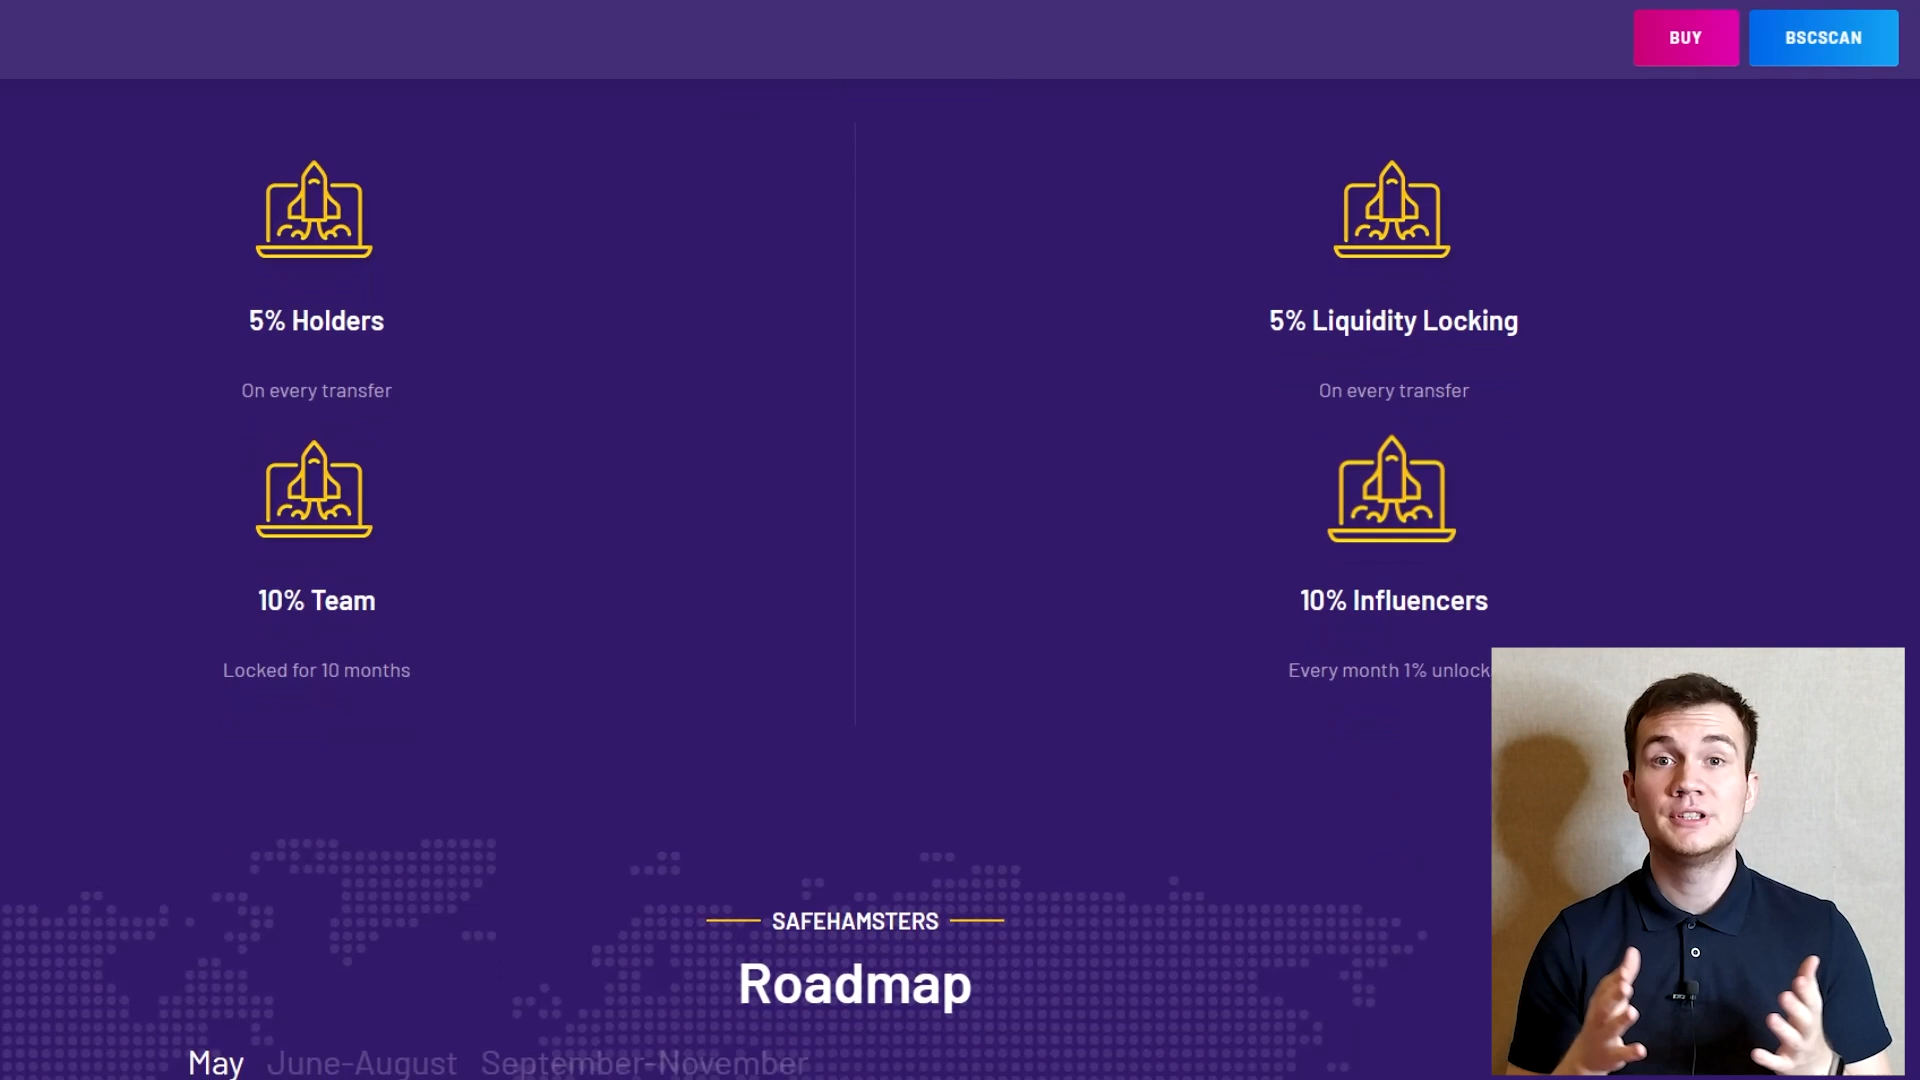 BUY
BSCSCAN
5% Holders
5% Liquidity Locking
On every transfer
On every transfer
10% Team
10% Influencers
Locked for 10 months
Every month 1% unlock
SAFEHAMSTERS
Roadmap
May June-August September-November